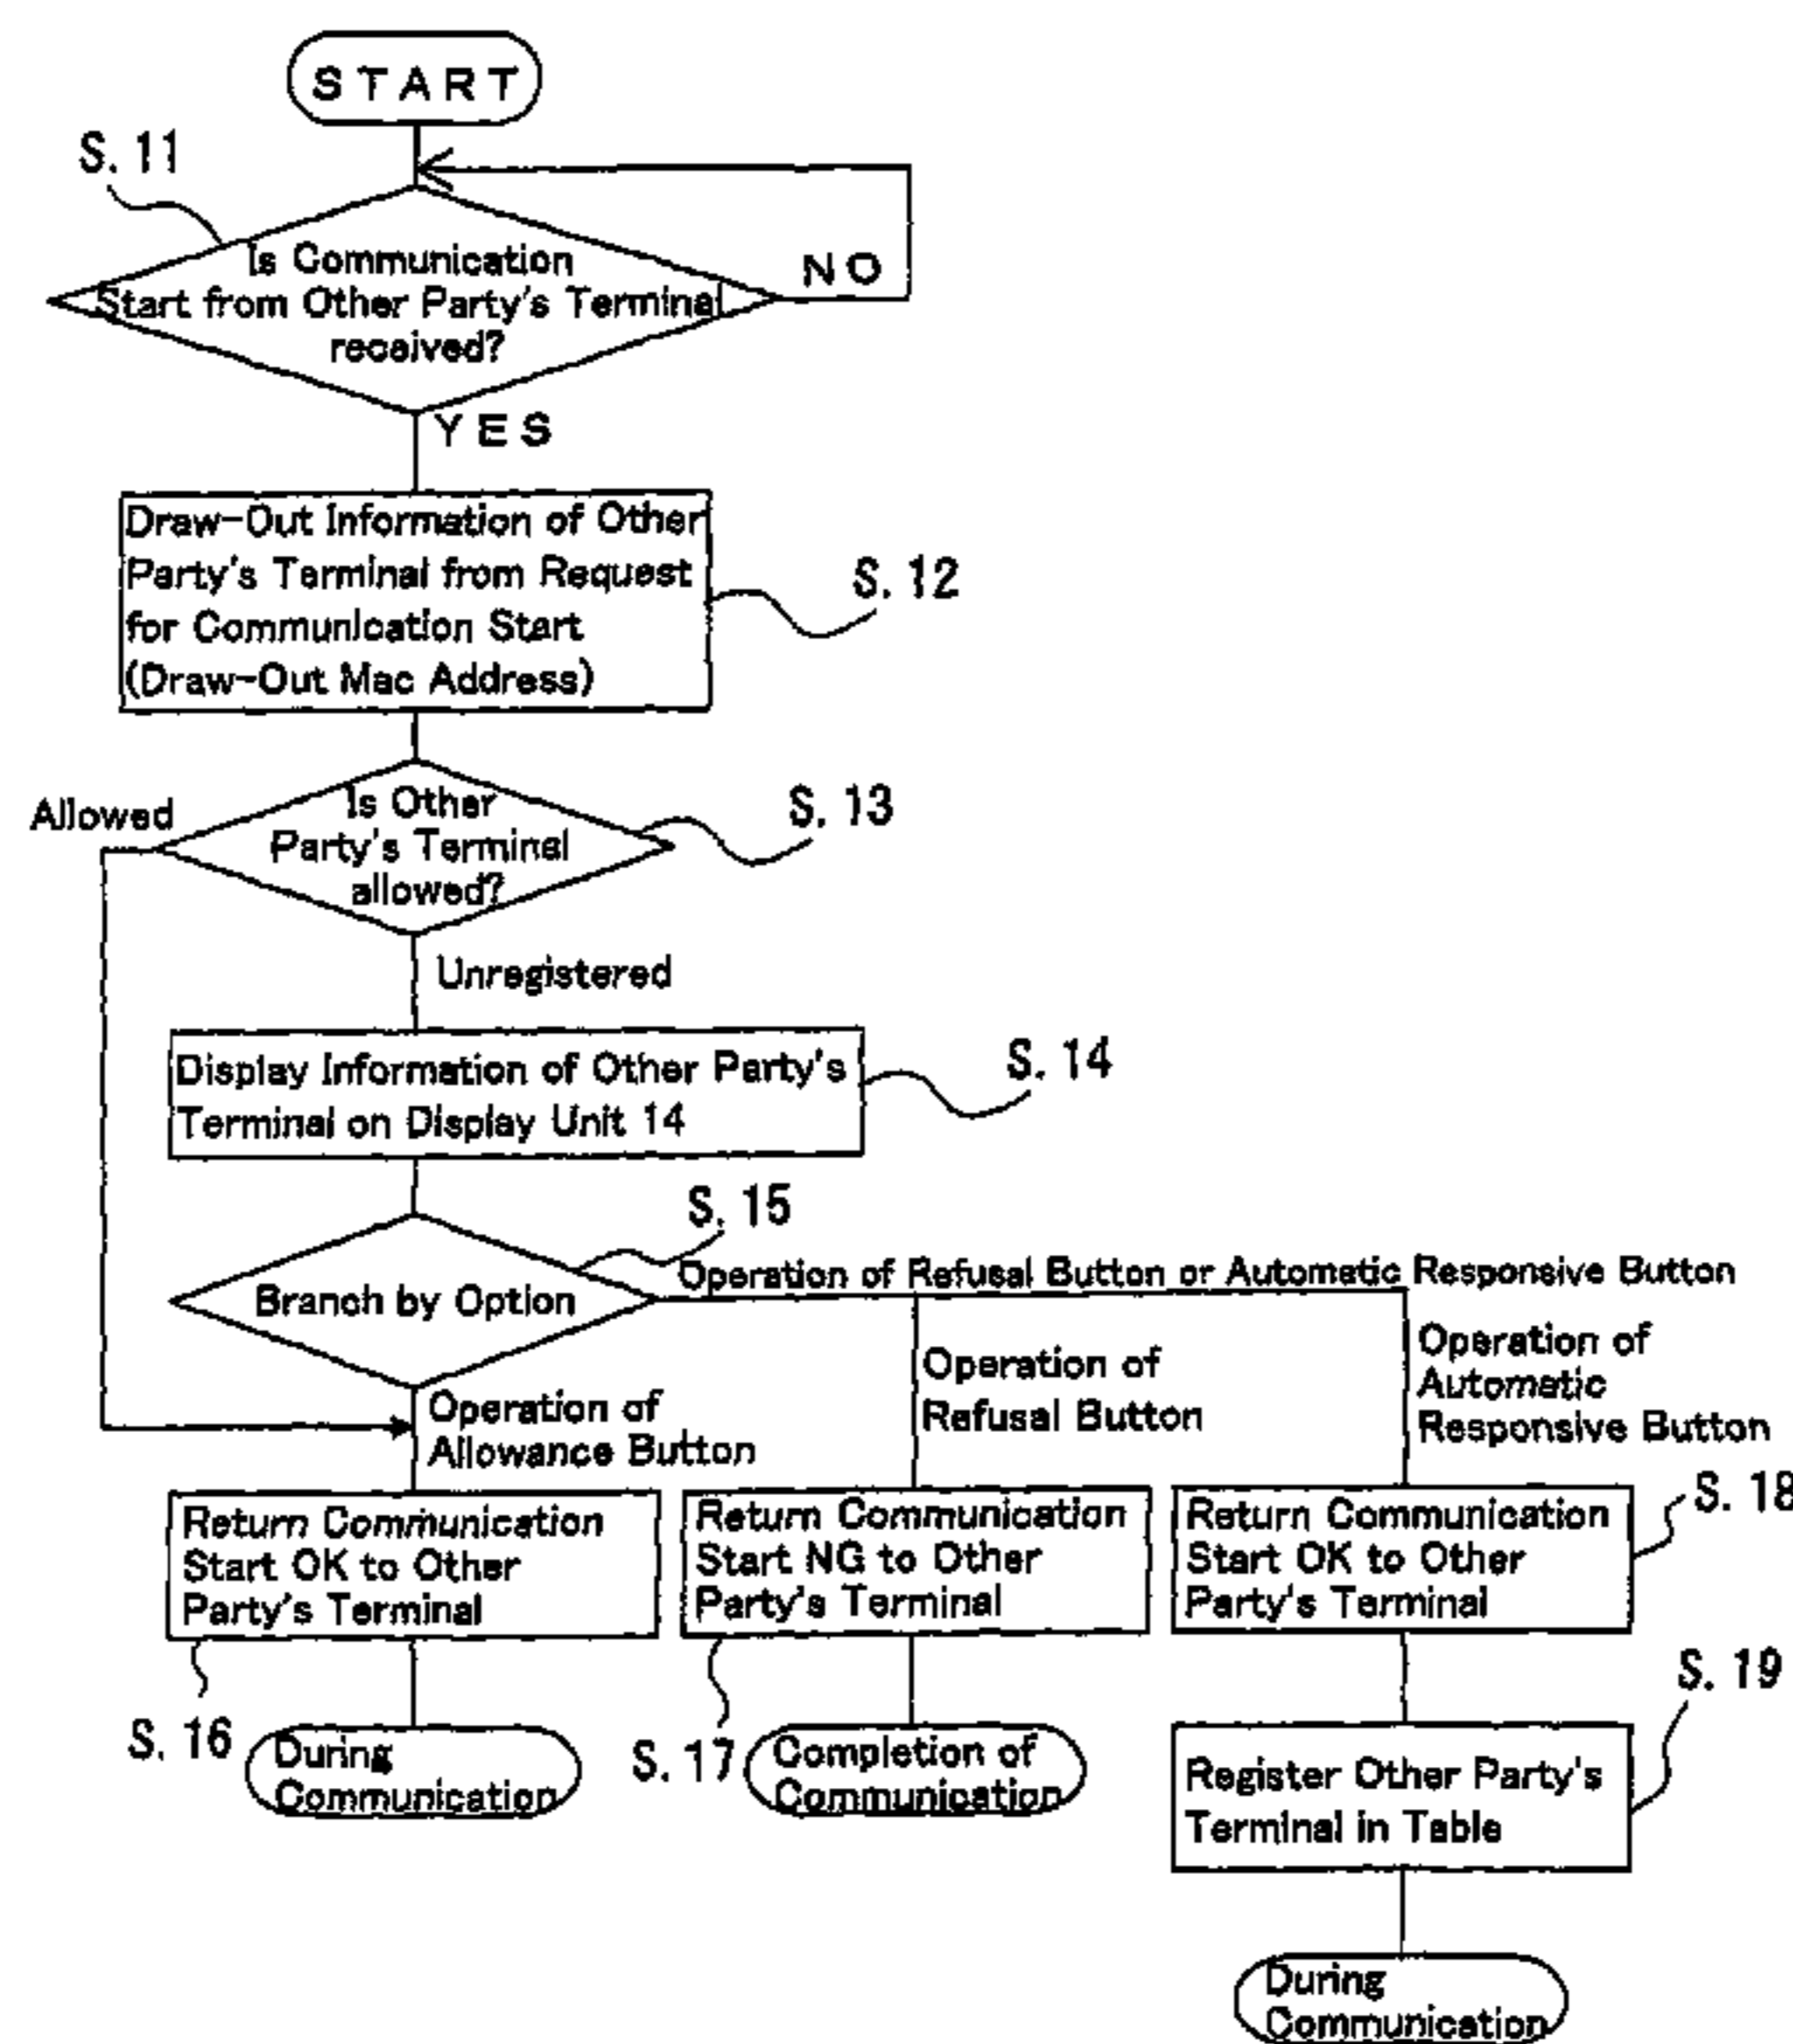 START
S. 11
Is Communication
Start from Other Party's Terminal
received?
NO
YES
Draw-Out Information of Other
Party's Terminal from Request
for Communication Start
(Draw-Out Mac Address)
S. 12
Allowed
Is Other
Party's Terminal
allowed?
S. 13
Unregistered
Display Information of Other Party's
Terminal on Display Unit 14
S. 14
S. 15
Branch by Option
Operation of Refusal Button or Automatic Responsive Button
Operation of
Allowance Button
Operation of
Refusal Button
Operation of
Automatic
Responsive Button
Return Communication
Start OK to Other
Party's Terminal
S. 16
Return Communication
Start NG to Other
Party's Terminal
S. 17
Return Communication
Start OK to Other
Party's Terminal
S. 18
During
Communication
Completion of
Communication
Register Other Party's
Terminal in Table
S. 19
During
Communication